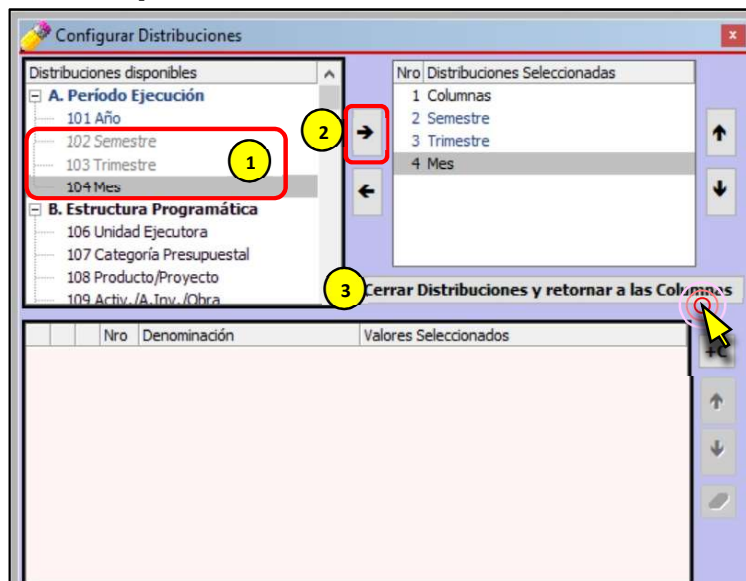 Configurar Distribuciones
x
Distribuciones disponibles
A. Período Ejecución
101 Año
102 Semestre
103 Trimestre
104 Mes
B. Estructura Programática
106 Unidad Ejecutora
107 Categoría Presupuestal
108 Producto/Proyecto
109 Activ./A.Inv./Obra
1
2
Nro Distribuciones Seleccionadas
1 Columnas
2 Semestre
3 Trimestre
4 Mes
3
Cerrar Distribuciones y retornar a las Columnas
Nro Denominación Valores Seleccionados
+C